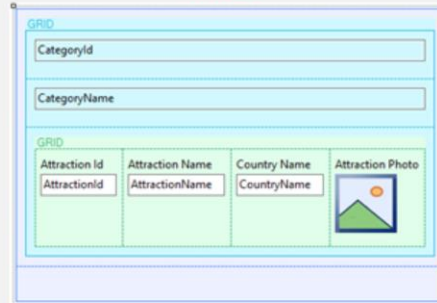 GRID
CategoryId
CategoryName
GRID
Attraction Id Attraction Name Country Name Attraction Photo
AttractionId AttractionName CountryName